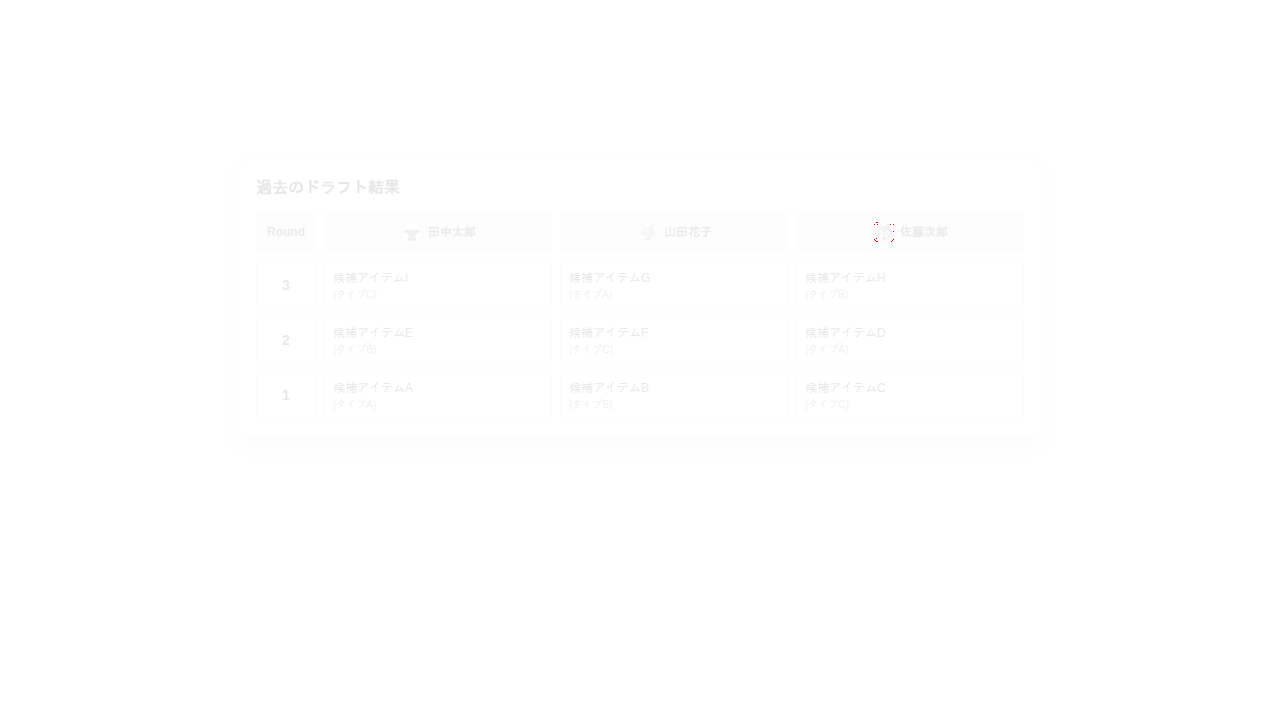 過去のドラフト結果
Round 田中太郎 山田花子 佐藤次郎
3 候補アイテムI 候補アイテムG 候補アイテムH
(タイプC) (タイプA) (タイプB)
2 候補アイテムE 候補アイテムF 候補アイテムD
(タイプB) (タイプC) (タイプA)
1 候補アイテムA 候補アイテムB 候補アイテムC
(タイプA) (タイプB) (タイプC)